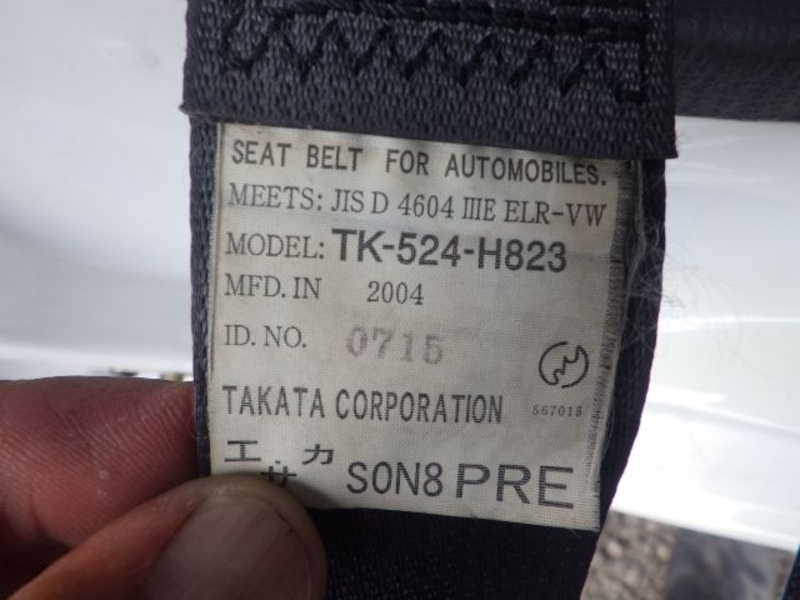 SEAT BELT FOR AUTOMOBILES.
MEETS: JIS D 4604 IIIE ELR-VW
MODEL: TK-524-H823
MFD. IN 2004
ID. NO. 0715
TAKATA CORPORATION 567015
エ.カ
サ S0N8 PRE